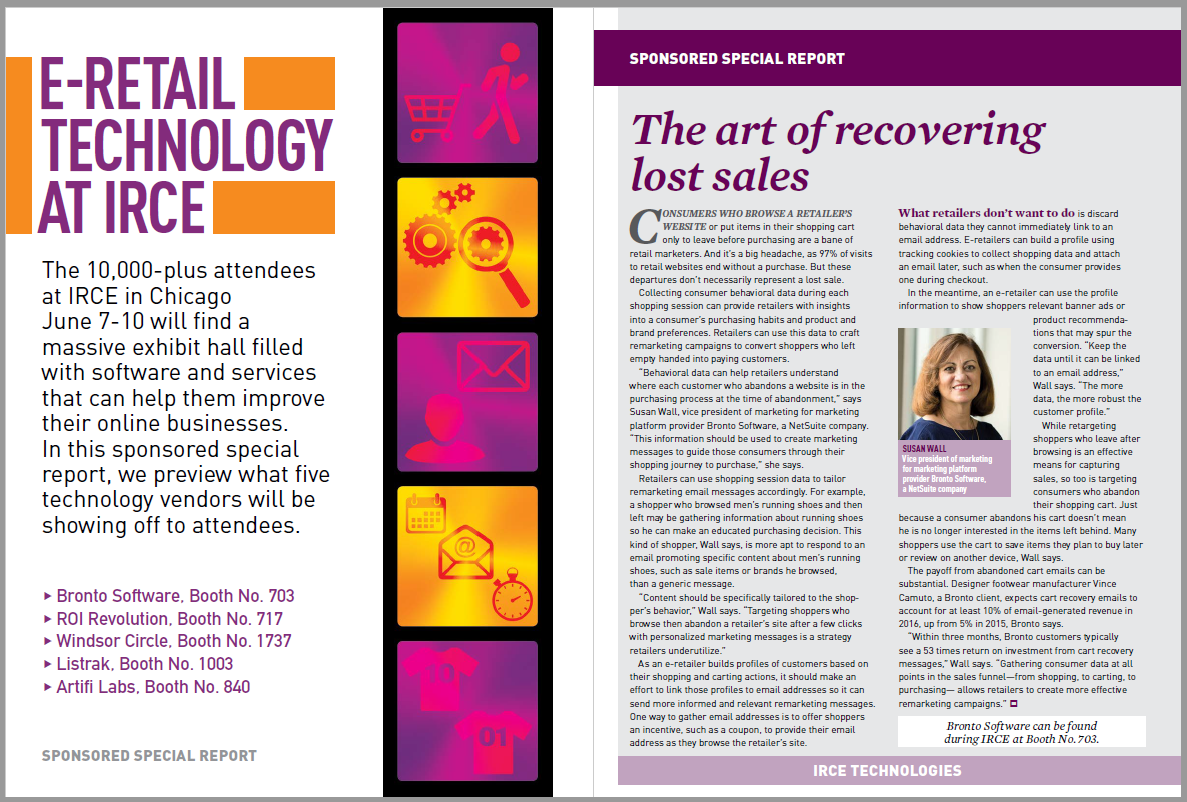 E-RETAIL
TECHNOLOGY
AT IRCE
The 10,000-plus attendees
at IRCE in Chicago
June 7-10 will find a
massive exhibit hall filled
with software and services
that can help them improve
their online businesses.
In this sponsored special
report, we preview what five
technology vendors will be
showing off to attendees.
▸ Bronto Software, Booth No. 703
▸ ROI Revolution, Booth No. 717
▸ Windsor Circle, Booth No. 1737
▸ Listrak, Booth No. 1003
▸ Artifi Labs, Booth No. 840
SPONSORED SPECIAL REPORT
@
10
01
SPONSORED SPECIAL REPORT
The art of recovering
lost sales
CONSUMERS WHO BROWSE A RETAILER'S
WEBSITE or put items in their shopping cart
only to leave before purchasing are a bane of
retail marketers. And it's a big headache, as 97% of visits
to retail websites end without a purchase. But these
departures don't necessarily represent a lost sale.
Collecting consumer behavioral data during each
shopping session can provide retailers with insights
into a consumer's purchasing habits and product and
brand preferences. Retailers can use this data to craft
remarketing campaigns to convert shoppers who left
empty handed into paying customers.
"Behavioral data can help retailers understand
where each customer who abandons a website is in the
purchasing process at the time of abandonment," says
Susan Wall, vice president of marketing for marketing
platform provider Bronto Software, a NetSuite company.
"This information should be used to create marketing
messages to guide those consumers through their
shopping journey to purchase," she says.
Retailers can use shopping session data to tailor
remarketing email messages accordingly. For example,
a shopper who browsed men's running shoes and then
left may be gathering information about running shoes
so he can make an educated purchasing decision. This
kind of shopper, Wall says, is more apt to respond to an
email promoting specific content about men's running
shoes, such as sale items or brands he browsed,
than a generic message.
"Content should be specifically tailored to the shop-
per's behavior," Wall says. "Targeting shoppers who
browse then abandon a retailer's site after a few clicks
with personalized marketing messages is a strategy
retailers underutilize."
As an e-retailer builds profiles of customers based on
their shopping and carting actions, it should make an
effort to link those profiles to email addresses so it can
send more informed and relevant remarketing messages.
One way to gather email addresses is to offer shoppers
an incentive, such as a coupon, to provide their email
address as they browse the retailer's site.
What retailers don't want to do is discard
behavioral data they cannot immediately link to an
email address. E-retailers can build a profile using
tracking cookies to collect shopping data and attach
an email later, such as when the consumer provides
one during checkout.
In the meantime, an e-retailer can use the profile
information to show shoppers relevant banner ads or
product recommenda-
tions that may spur the
conversion. "Keep the
data until it can be linked
to an email address,"
Wall says. "The more
data, the more robust the
customer profile."
While retargeting
shoppers who leave after
browsing is an effective
means for capturing
sales, so too is targeting
consumers who abandon
their shopping cart. Just
because a consumer abandons his cart doesn't mean
he is no longer interested in the items left behind. Many
shoppers use the cart to save items they plan to buy later
or review on another device, Wall says.
The payoff from abandoned cart emails can be
substantial. Designer footwear manufacturer Vince
Camuto, a Bronto client, expects cart recovery emails to
account for at least 10% of email-generated revenue in
2016, up from 5% in 2015, Bronto says.
"Within three months, Bronto customers typically
see a 53 times return on investment from cart recovery
messages," Wall says. "Gathering consumer data at all
points in the sales funnel—from shopping, to carting, to
purchasing— allows retailers to create more effective
remarketing campaigns."
SUSAN WALL
Vice president of marketing
for marketing platform
provider Bronto Software,
a NetSuite company
Bronto Software can be found
during IRCE at Booth No. 703.
IRCE TECHNOLOGIES